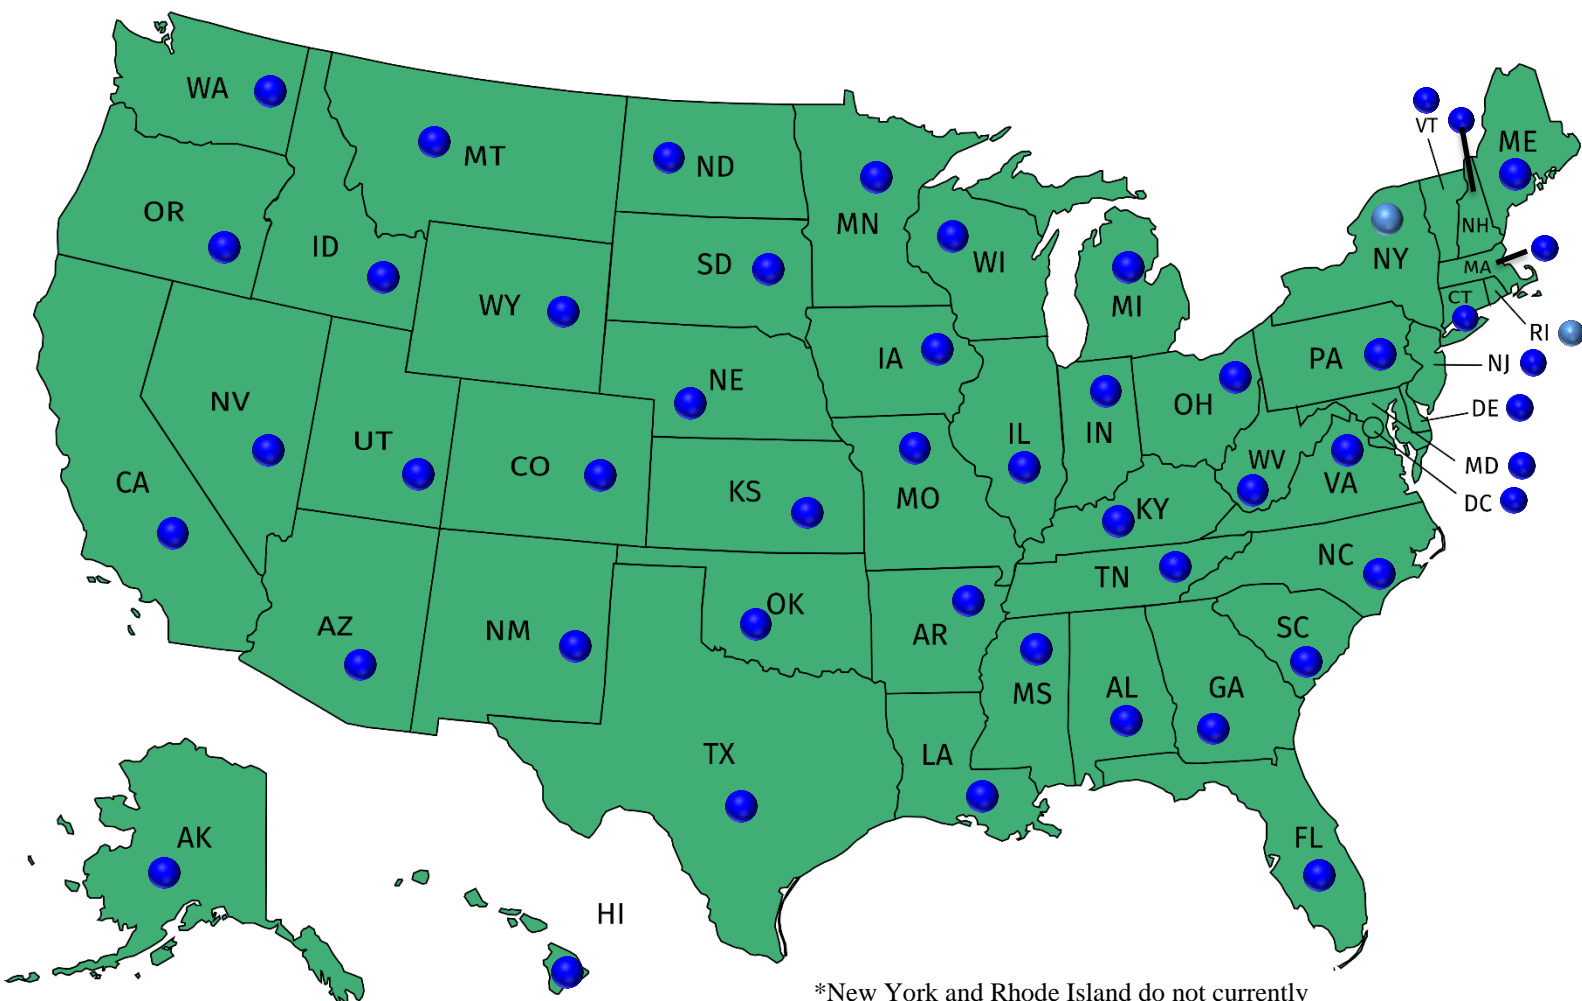 WA
MT
ND
MN
VT
ME
OR
ID
WY
SD
WI
MI
NY
NH
MA
CT
RI
NV
UT
CO
NE
IA
IL
IN
OH
PA
NJ
DE
MD
DC
CA
KS
MO
KY
WV
VA
AZ
NM
OK
AR
TN
NC
SC
TX
LA
MS
AL
GA
FL
AK
HI
*New York and Rhode Island do not currently